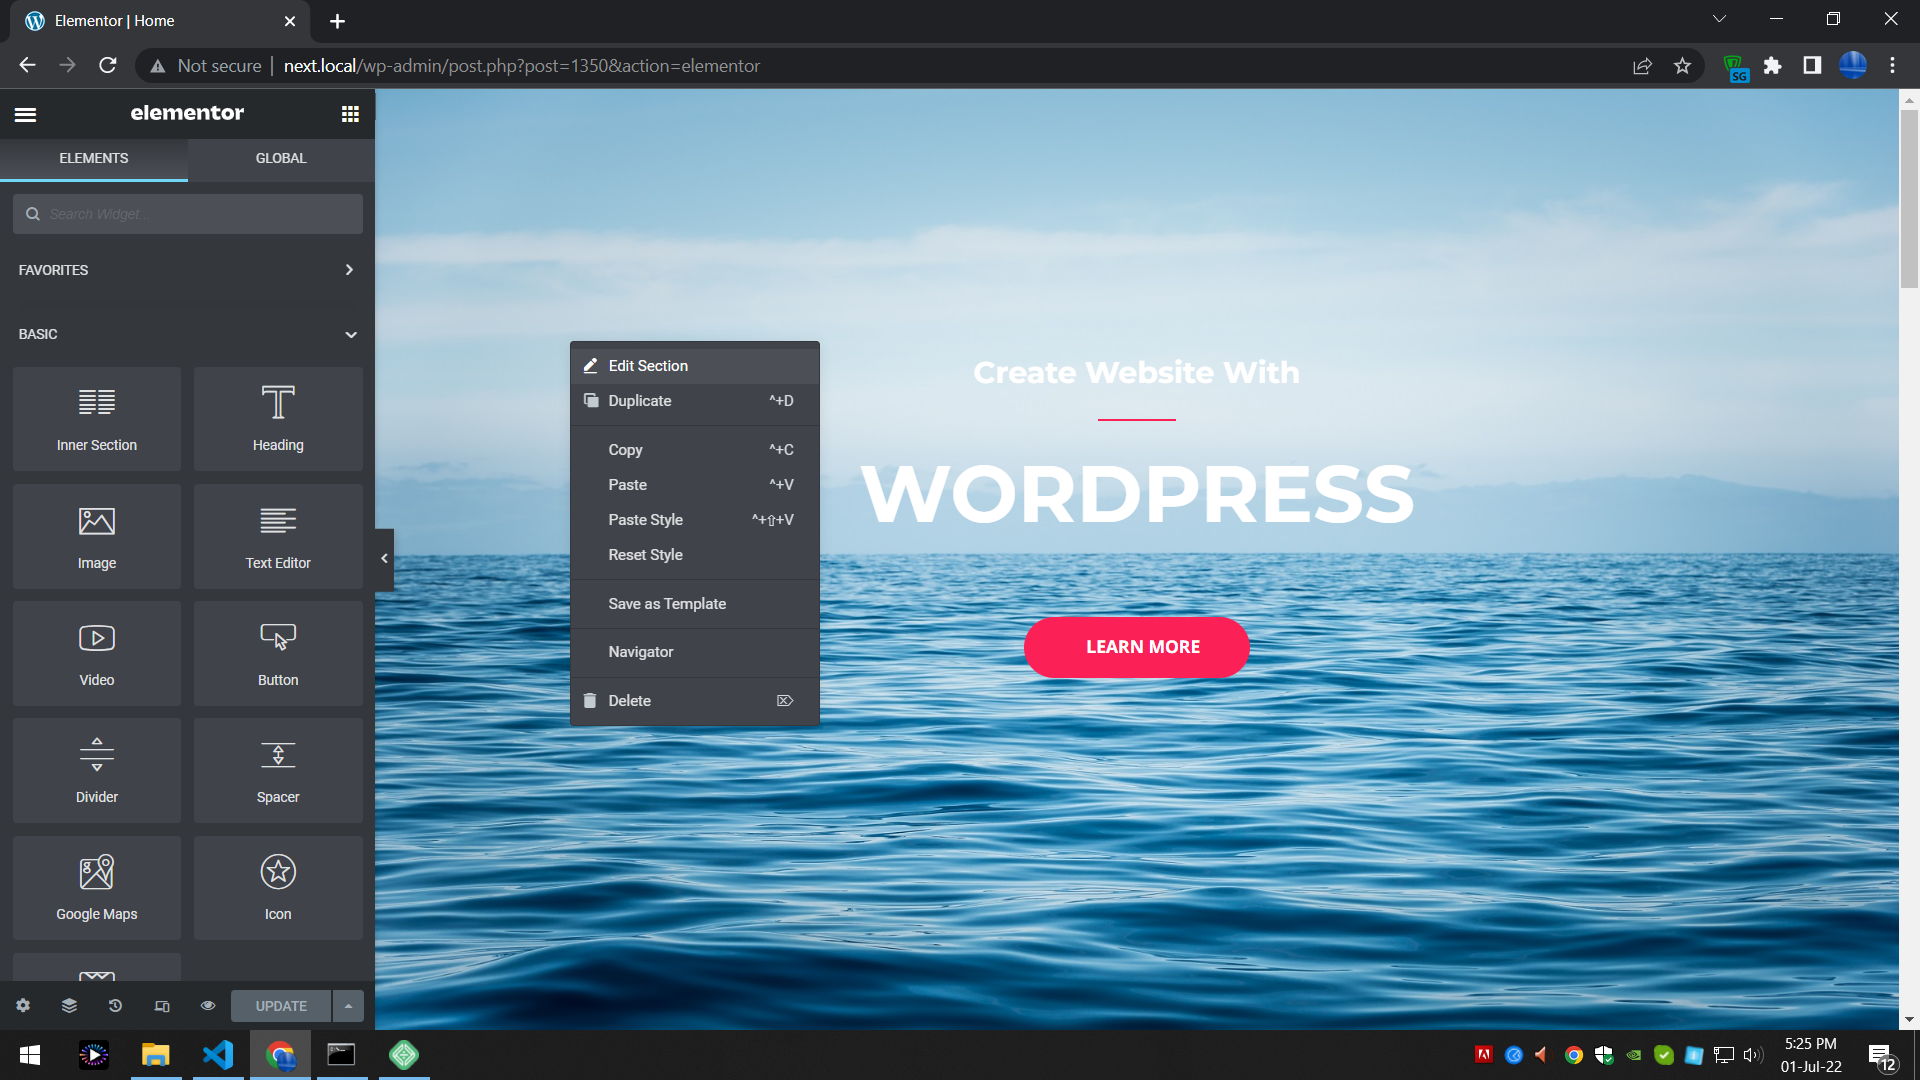 Elementor | Home
Not secure | next.local/wp-admin/post.php?post=1350&action=elementor
SG
elementor
ELEMENTS GLOBAL
Search Widget...
FAVORITES
BASIC
Inner Section Heading
Image Text Editor
Video Button
Divider Spacer
Google Maps Icon
UPDATE
Edit Section
Duplicate ^+D
Copy ^+C
Paste ^+V
Paste Style ^+⇧+V
Reset Style
Save as Template
Navigator
Delete ⌦
Create Website With
WORDPRESS
LEARN MORE
5:25 PM
01-Jul-22
12